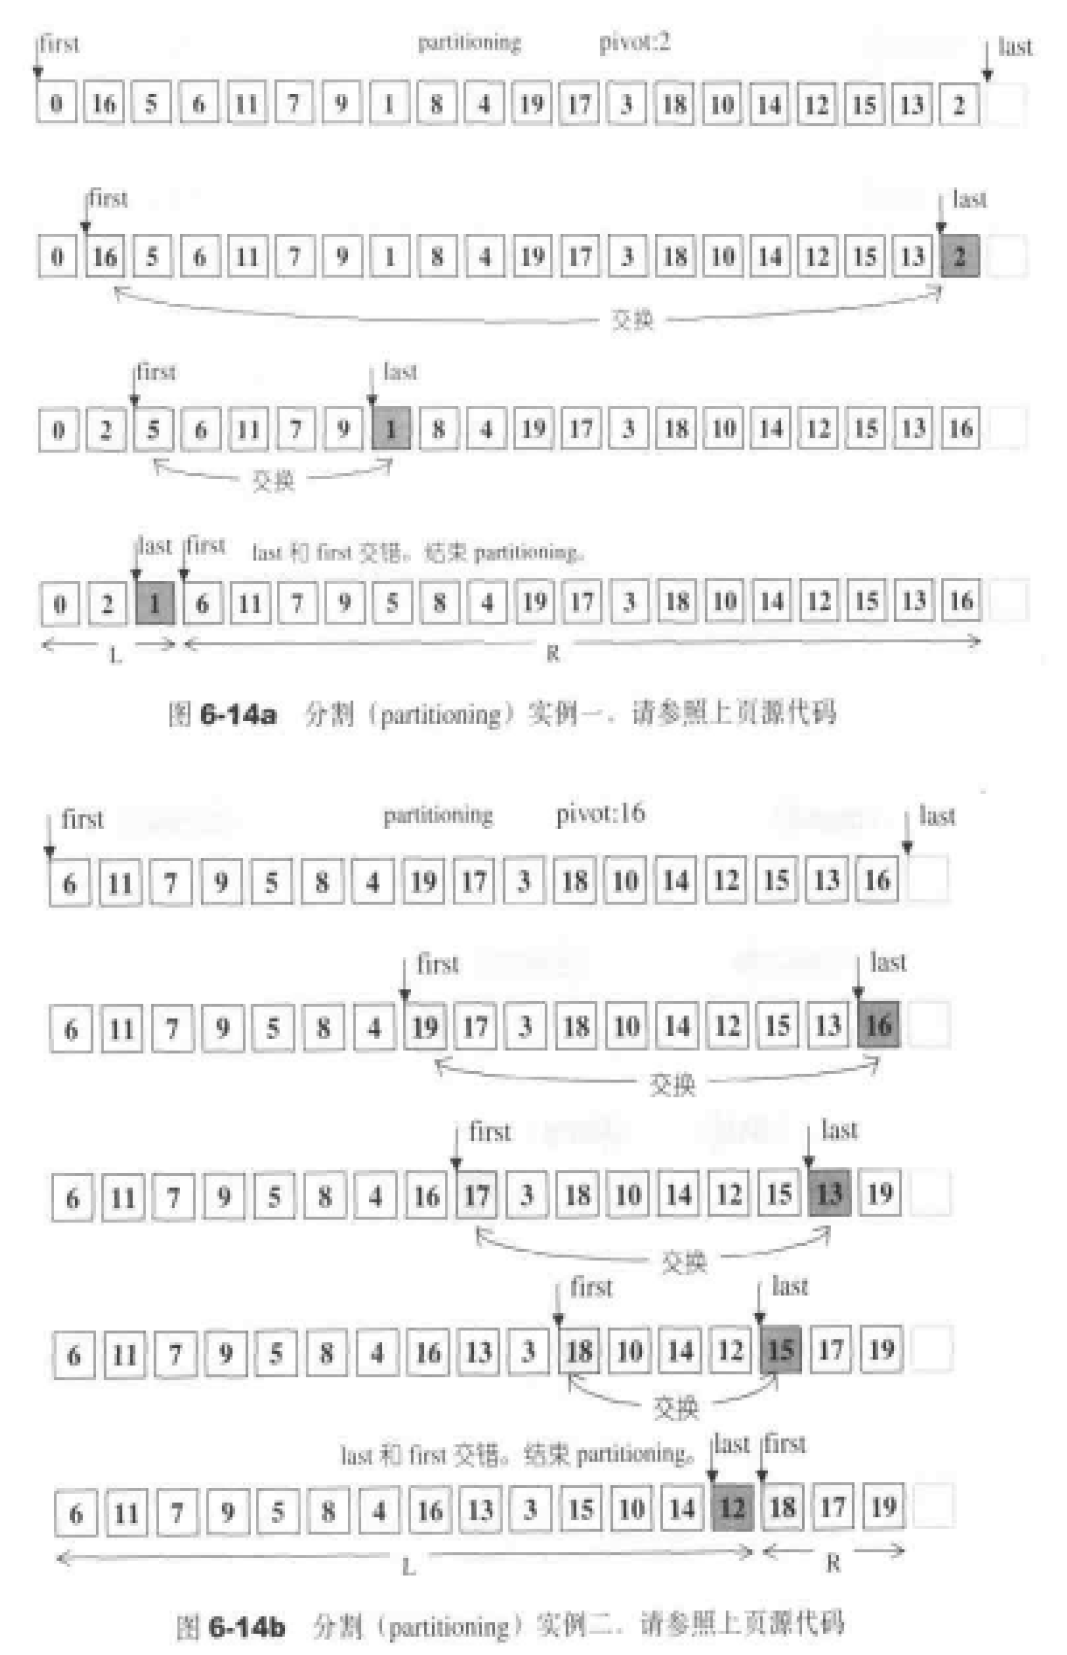 first partitioning pivot:2 last
0 16 5 6 11 7 9 1 8 4 19 17 3 18 10 14 12 15 13 2
first last
0 16 5 6 11 7 9 1 8 4 19 17 3 18 10 14 12 15 13 2
交换
first last
0 2 5 6 11 7 9 1 8 4 19 17 3 18 10 14 12 15 13 16
交换
last first last 和 first 交错。结束 partitioning。
0 2 1 6 11 7 9 5 8 4 19 17 3 18 10 14 12 15 13 16
L R
图 6-14a 分割（partitioning）实例一．请参照上页源代码
first partitioning pivot:16 last
6 11 7 9 5 8 4 19 17 3 18 10 14 12 15 13 16
first last
6 11 7 9 5 8 4 19 17 3 18 10 14 12 15 13 16
交换
first last
6 11 7 9 5 8 4 16 17 3 18 10 14 12 15 13 19
交换
first last
6 11 7 9 5 8 4 16 13 3 18 10 14 12 15 17 19
交换
last 和 first 交错。结束 partitioning。 last first
6 11 7 9 5 8 4 16 13 3 15 10 14 12 18 17 19
L R
图 6-14b 分割（partitioning）实例二．请参照上页源代码